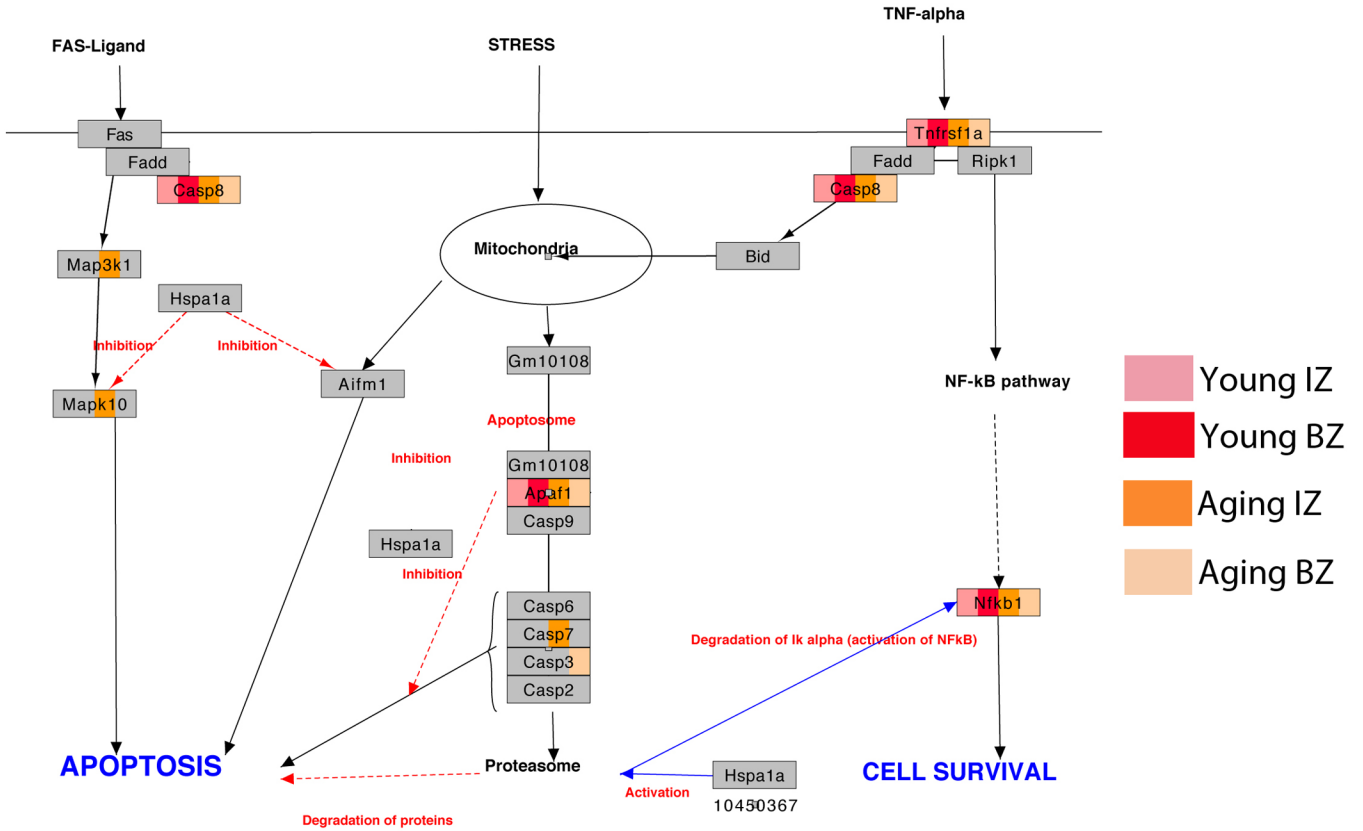 TNF-alpha
FAS-Ligand
STRESS
Fas
Tnfrsf1a
Fadd
Fadd
Ripk1
Casp8
Casp8
Mitochondria
Bid
Map3k1
Hspa1a
Inhibition
Inhibition
Gm10108
Aifm1
NF-kB pathway
Young IZ
Mapk10
Apoptosome
Young BZ
Inhibition
Gm10108
Apaf1
Aging IZ
Casp9
Hspa1a
Inhibition
Aging BZ
Casp6
Nfkb1
Casp7
Degradation of Ik alpha (activation of NFkB)
Casp3
Casp2
APOPTOSIS
Proteasome
Hspa1a
CELL SURVIVAL
Activation
10450367
Degradation of proteins